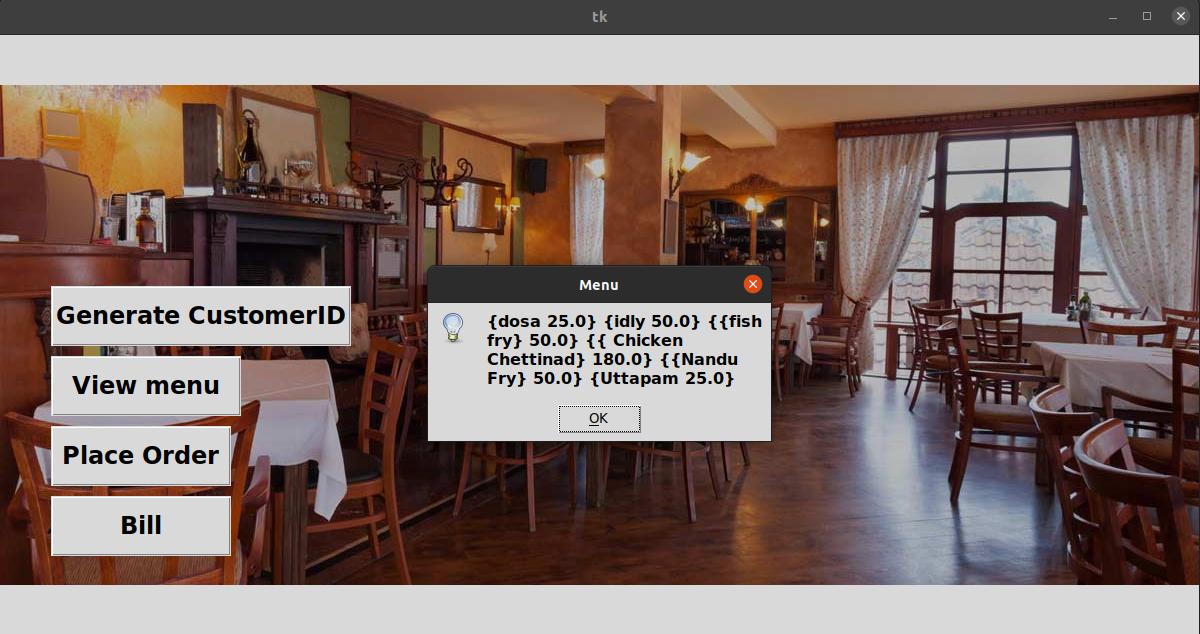 tk
Menu
{dosa 25.0} {idly 50.0} {{fish
fry} 50.0} {{ Chicken
Chettinad} 180.0} {{Nandu
Fry} 50.0} {Uttapam 25.0}
OK
Generate CustomerID
View menu
Place Order
Bill